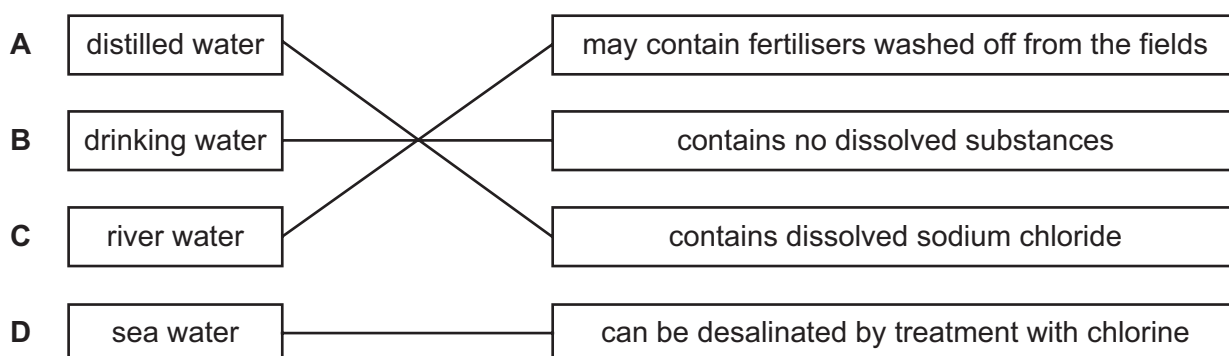 A distilled water may contain fertilisers washed off from the fields
B drinking water contains no dissolved substances
C river water contains dissolved sodium chloride
D sea water can be desalinated by treatment with chlorine